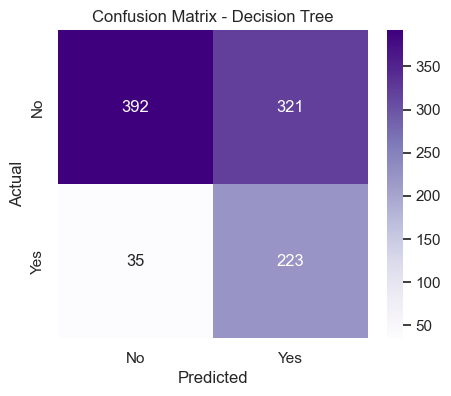 Confusion Matrix - Decision Tree
Actual
No
Yes
392
321
35
223
No
Yes
Predicted
350
300
250
200
150
100
50